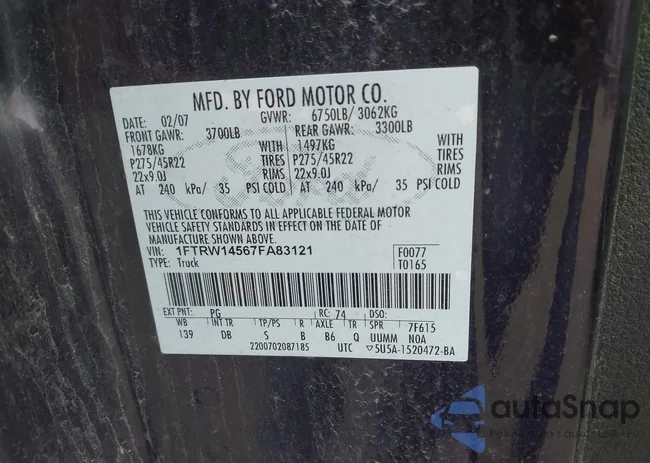 MFD. BY FORD MOTOR CO.
DATE: 02/07 GVWR: 6750LB/ 3062KG
FRONT GAWR: 3700LB REAR GAWR: 3300LB
1678KG WITH 1497KG WITH
P275/45R22 TIRES P275/45R22 TIRES
22x9.0J RIMS 22x9.0J RIMS
AT 240 kPa/ 35 PSI COLD AT 240 kPa/ 35 PSI COLD
THIS VEHICLE CONFORMS TO ALL APPLICABLE FEDERAL MOTOR
VEHICLE SAFETY STANDARDS IN EFFECT ON THE DATE OF
MANUFACTURE SHOWN ABOVE.
VIN: 1FTRW14567FA83121 F0077
TYPE: Truck T0165
EXT PNT: PG RC: 74 DSO:
WB INT TR TP/PS R AXLE TR SPR 7F615
139 DB S B B6 Q UUMM NOA
2200702087185 UTC ▽5U5A-1520472-BA
Ford
autoSnap